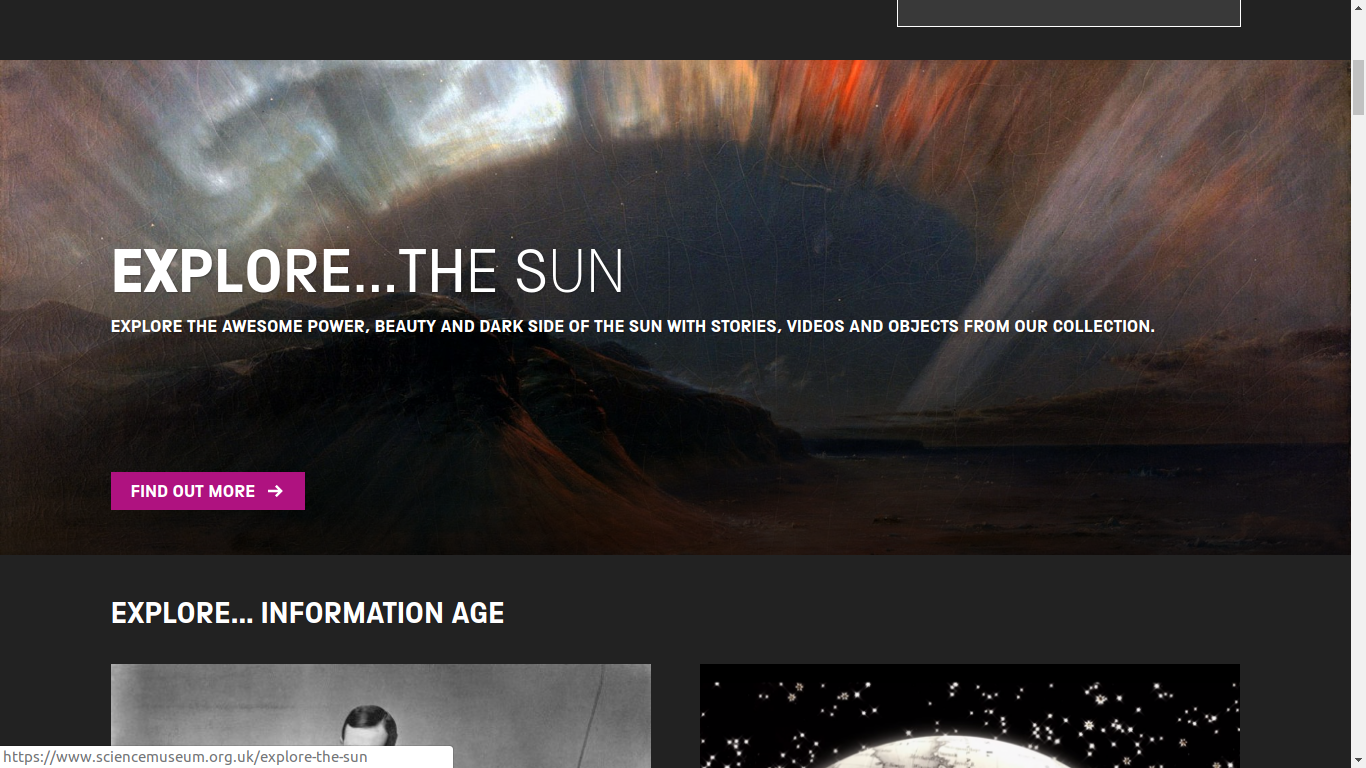 EXPLORE...THE SUN
EXPLORE THE AWESOME POWER, BEAUTY AND DARK SIDE OF THE SUN WITH STORIES, VIDEOS AND OBJECTS FROM OUR COLLECTION.
FIND OUT MORE
EXPLORE... INFORMATION AGE
https://www.sciencemuseum.org.uk/explore-the-sun